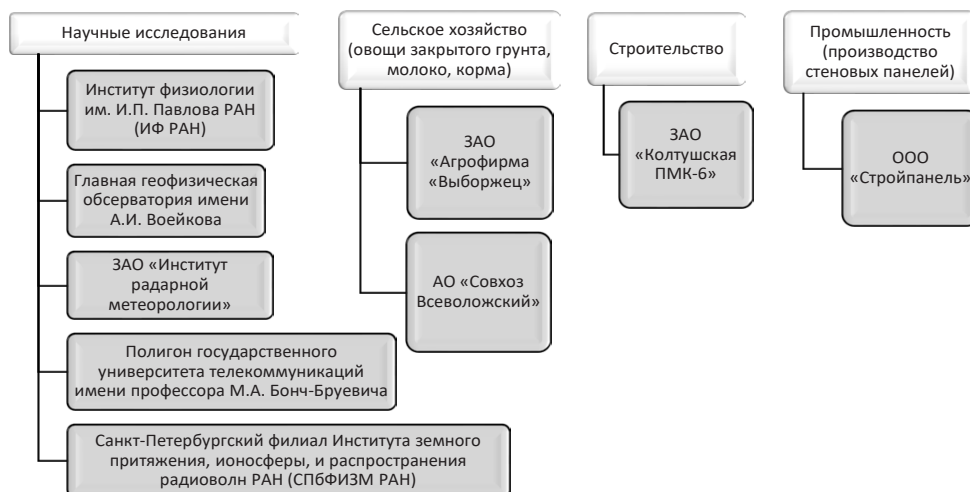 Научные исследования
Институт физиологии
им. И.П. Павлова РАН
(ИФ РАН)
Главная геофизическая
обсерватория имени
А.И. Воейкова
ЗАО «Институт
радарной
метеорологии»
Полигон государственного
университета телекоммуникаций
имени профессора М.А. Бонч-Бруевича
Санкт-Петербургский филиал Института земного
притяжения, ионосферы, и распространения
радиоволн РАН (СПбФИЗМ РАН)
Сельское хозяйство
(овощи закрытого грунта,
молоко, корма)
ЗАО
«Агрофирма
«Выборжец»
АО «Совхоз
Всеволожский»
Строительство
ЗАО
«Колтушская
ПМК-6»
Промышленность
(производство
стеновых панелей)
ООО
«Стройпанель»